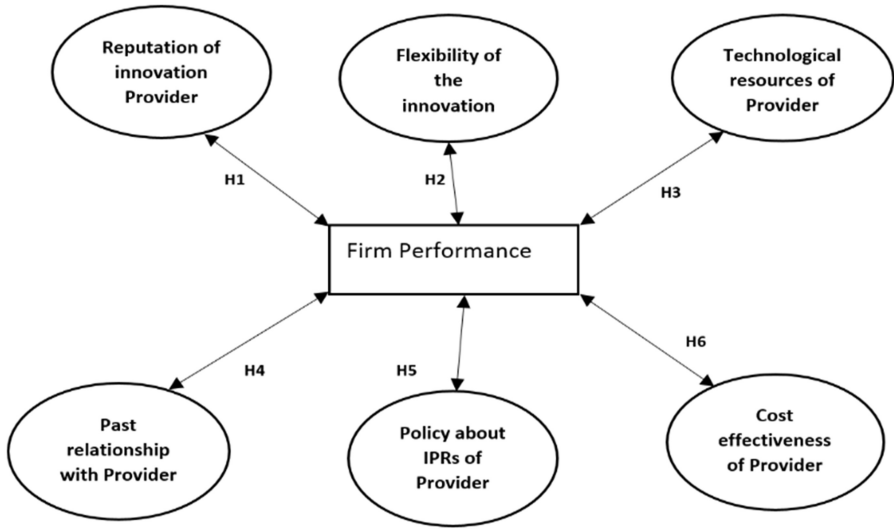 Reputation of
innovation
Provider
Flexibility of
the
innovation
Technological
resources of
Provider
H1
H2
H3
Firm Performance
H4
H5
H6
Past
relationship
with Provider
Policy about
IPRs of
Provider
Cost
effectiveness
of Provider